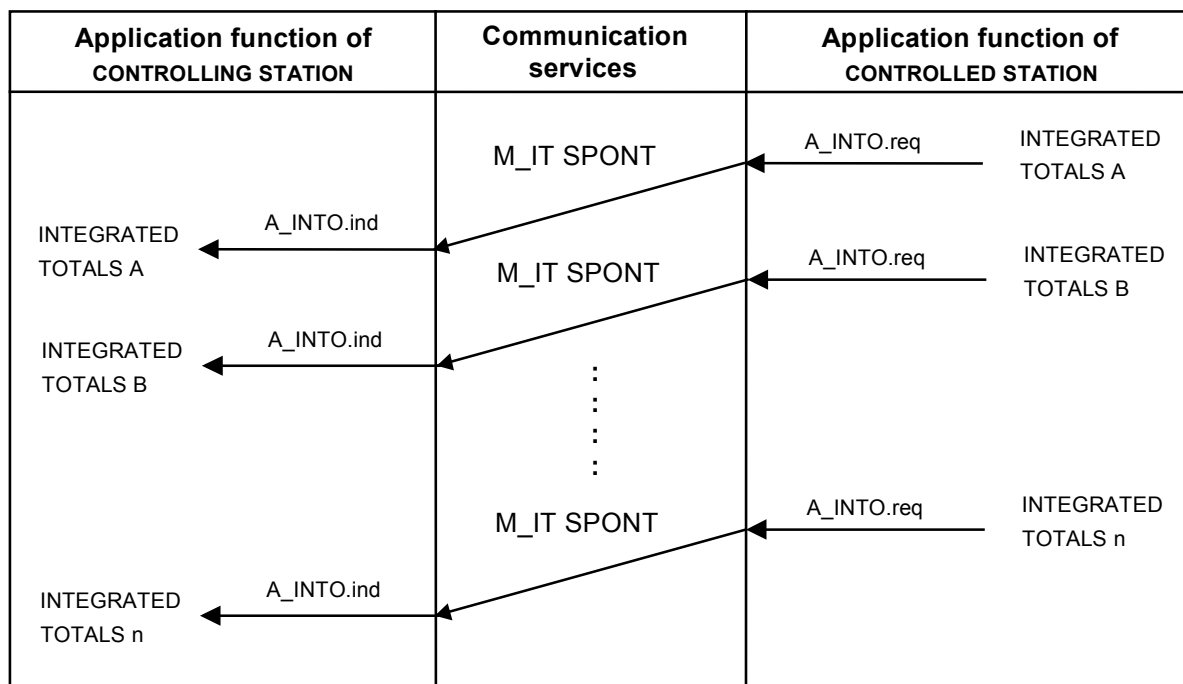 Application function of
CONTROLLING STATION
Communication
services
Application function of
CONTROLLED STATION
M_IT SPONT
A_INTO.req
INTEGRATED
TOTALS A
INTEGRATED
TOTALS A
A_INTO.ind
M_IT SPONT
A_INTO.req
INTEGRATED
TOTALS B
INTEGRATED
TOTALS B
A_INTO.ind
M_IT SPONT
A_INTO.req
INTEGRATED
TOTALS n
INTEGRATED
TOTALS n
A_INTO.ind